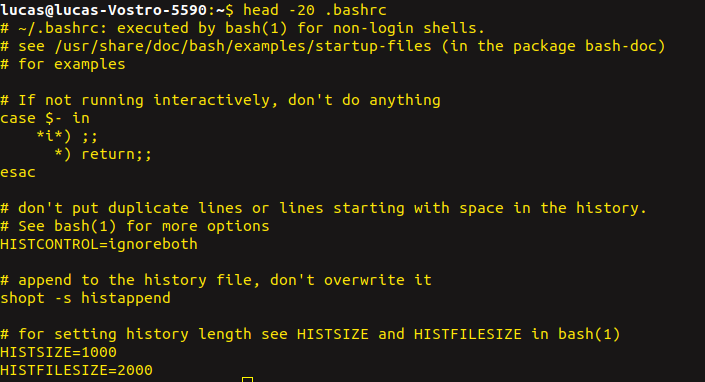 lucas@lucas-Vostro-5590:~$ head -20 .bashrc
# ~/.bashrc: executed by bash(1) for non-login shells.
# see /usr/share/doc/bash/examples/startup-files (in the package bash-doc)
# for examples

# If not running interactively, don't do anything
case $- in
    *i*) ;;
      *) return;;
esac

# don't put duplicate lines or lines starting with space in the history.
# See bash(1) for more options
HISTCONTROL=ignoreboth

# append to the history file, don't overwrite it
shopt -s histappend

# for setting history length see HISTSIZE and HISTFILESIZE in bash(1)
HISTSIZE=1000
HISTFILESIZE=2000